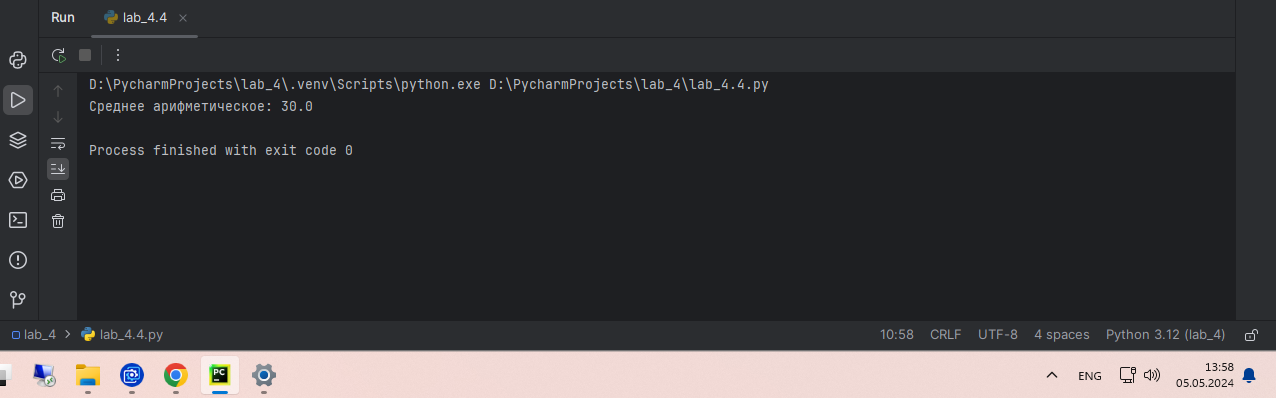 Run lab_4.4
D:\PycharmProjects\lab_4\.venv\Scripts\python.exe D:\PycharmProjects\lab_4\lab_4.4.py
Среднее арифметическое: 30.0
Process finished with exit code 0
lab_4 > lab_4.4.py 10:58 CRLF UTF-8 4 spaces Python 3.12 (lab_4)
PC
ENG
13:58
05.05.2024